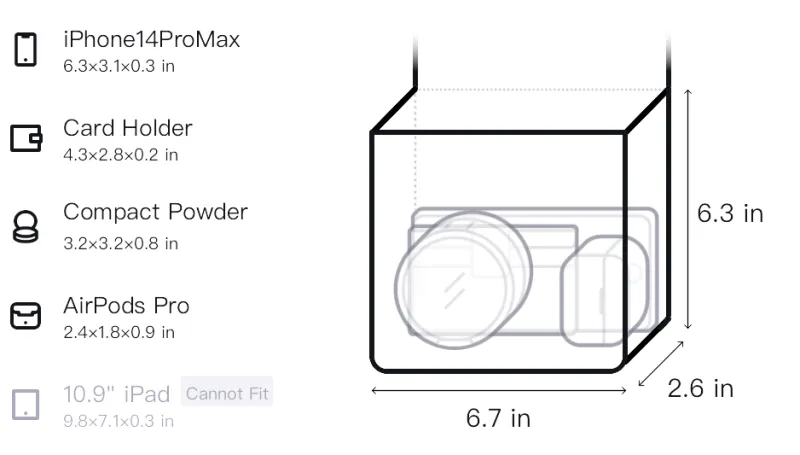 iPhone14ProMax
6.3×3.1×0.3 in
Card Holder
4.3×2.8×0.2 in
Compact Powder
3.2×3.2×0.8 in
AirPods Pro
2.4×1.8×0.9 in
10.9" iPad Cannot Fit
9.8×7.1×0.3 in
6.3 in
2.6 in
6.7 in